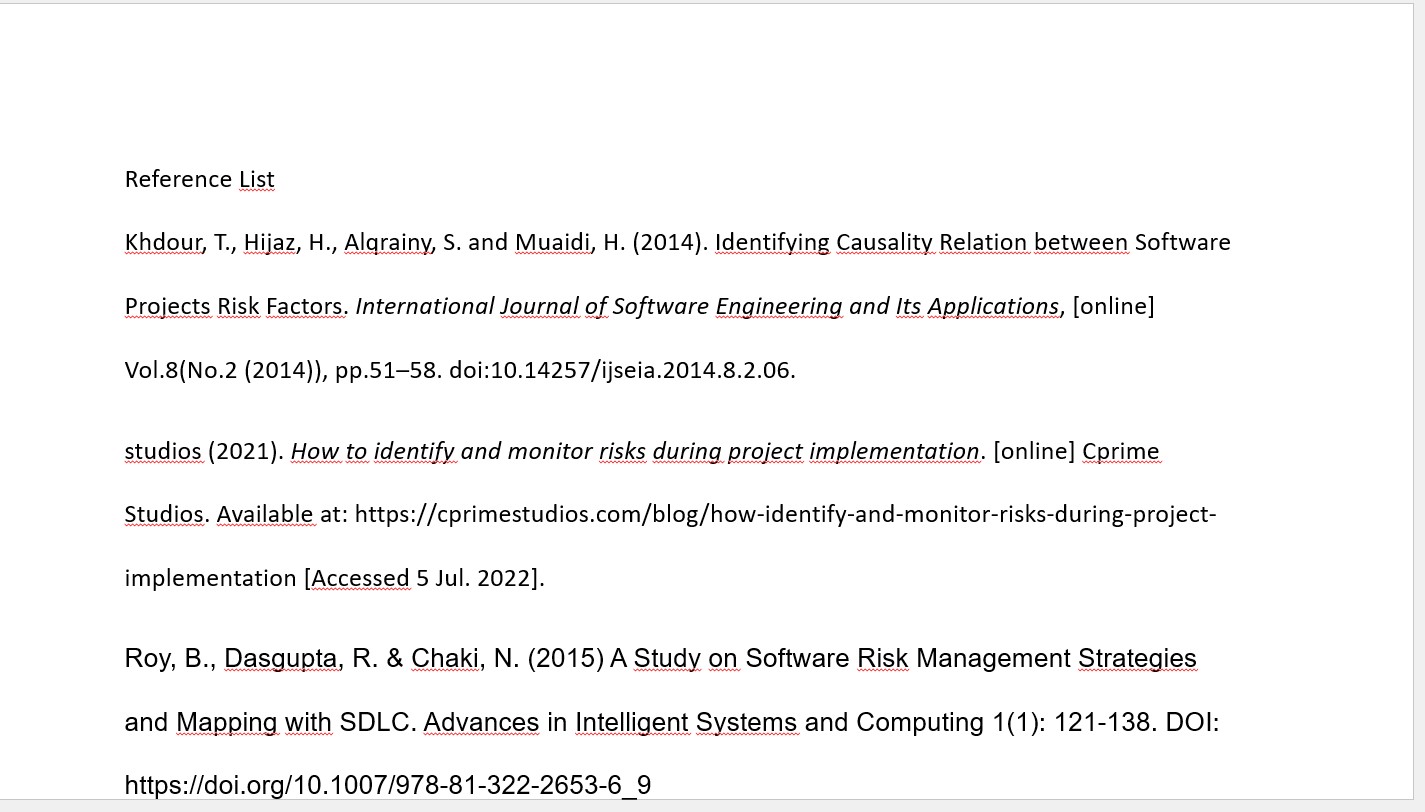 Reference List
Khdour, T., Hijaz, H., Alqrainy, S. and Muaidi, H. (2014). Identifying Causality Relation between Software
Projects Risk Factors. International Journal of Software Engineering and Its Applications, [online]
Vol.8(No.2 (2014)), pp.51–58. doi:10.14257/ijseia.2014.8.2.06.
studios (2021). How to identify and monitor risks during project implementation. [online] Cprime
Studios. Available at: https://cprimestudios.com/blog/how-identify-and-monitor-risks-during-project-
implementation [Accessed 5 Jul. 2022].
Roy, B., Dasgupta, R. & Chaki, N. (2015) A Study on Software Risk Management Strategies
and Mapping with SDLC. Advances in Intelligent Systems and Computing 1(1): 121-138. DOI:
https://doi.org/10.1007/978-81-322-2653-6_9